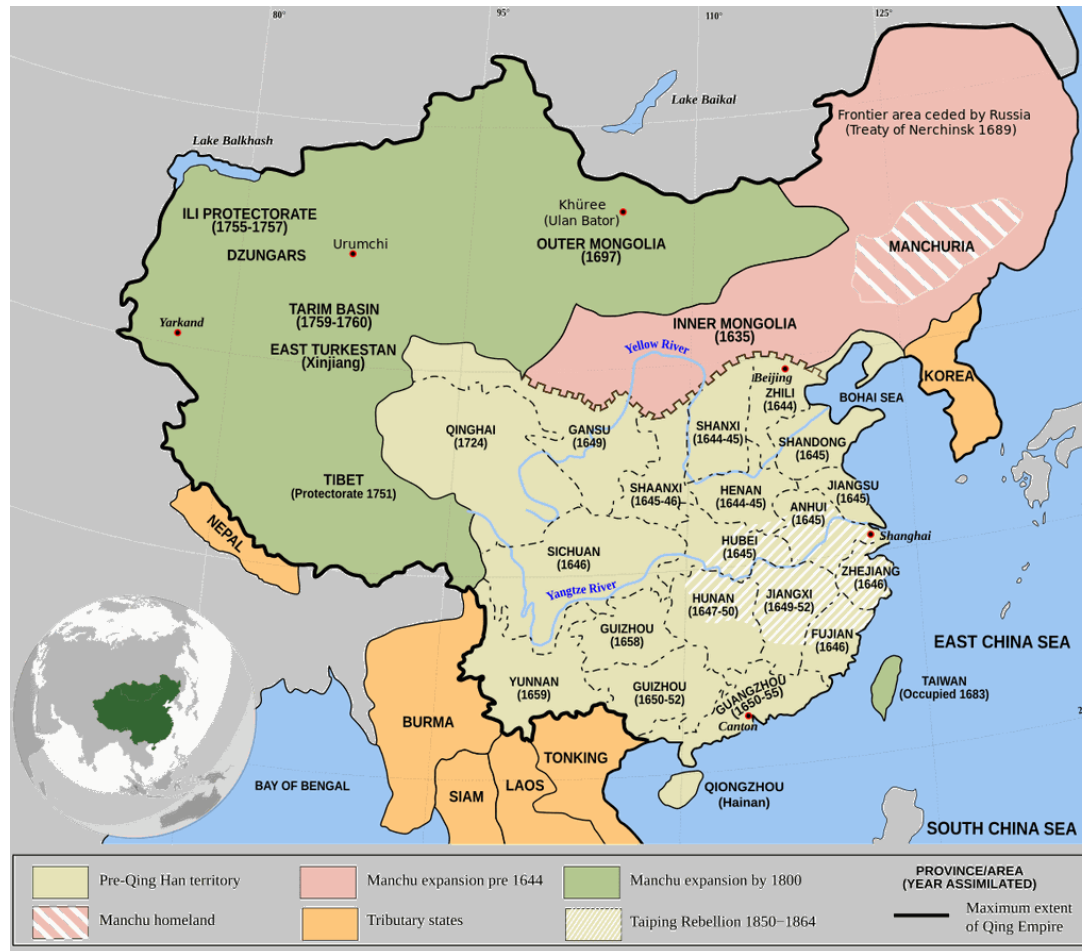 80°
95°
110°
125°
Lake Baikal
Lake Balkhash
Frontier area ceded by Russia
(Treaty of Nerchinsk 1689)
ILI PROTECTORATE
(1755-1757)
DZUNGARS
Urumchi
Khüree
(Ulan Bator)
OUTER MONGOLIA
(1697)
MANCHURIA
TARIM BASIN
(1759-1760)
Yarkand
EAST TURKESTAN
(Xinjiang)
INNER MONGOLIA
(1635)
Yellow River
Beijing
ZHILI
(1644)
KOREA
BOHAI SEA
QINGHAI
(1724)
GANSU
(1649)
SHANXI
(1644-45)
SHANDONG
(1645)
TIBET
(Protectorate 1751)
SHAANXI
(1645-46)
HENAN
(1644-45)
JIANGSU
(1645)
ANHUI
(1645)
NEPAL
SICHUAN
(1646)
HUBEI
(1645)
Shanghai
Yangtze River
HUNAN
(1647-50)
JIANGXI
(1649-52)
ZHEJIANG
(1646)
GUIZHOU
(1658)
FUJIAN
(1646)
EAST CHINA SEA
YUNNAN
(1659)
GUIZHOU
(1650-52)
GUANGZHOU
(1650-55)
Canton
TAIWAN
(Occupied 1683)
BURMA
TONKING
LAOS
SIAM
BAY OF BENGAL
QIONGZHOU
(Hainan)
SOUTH CHINA SEA
Pre-Qing Han territory
Manchu expansion pre 1644
Manchu expansion by 1800
PROVINCE/AREA
(YEAR ASSIMILATED)
Manchu homeland
Tributary states
Taiping Rebellion 1850−1864
Maximum extent
of Qing Empire